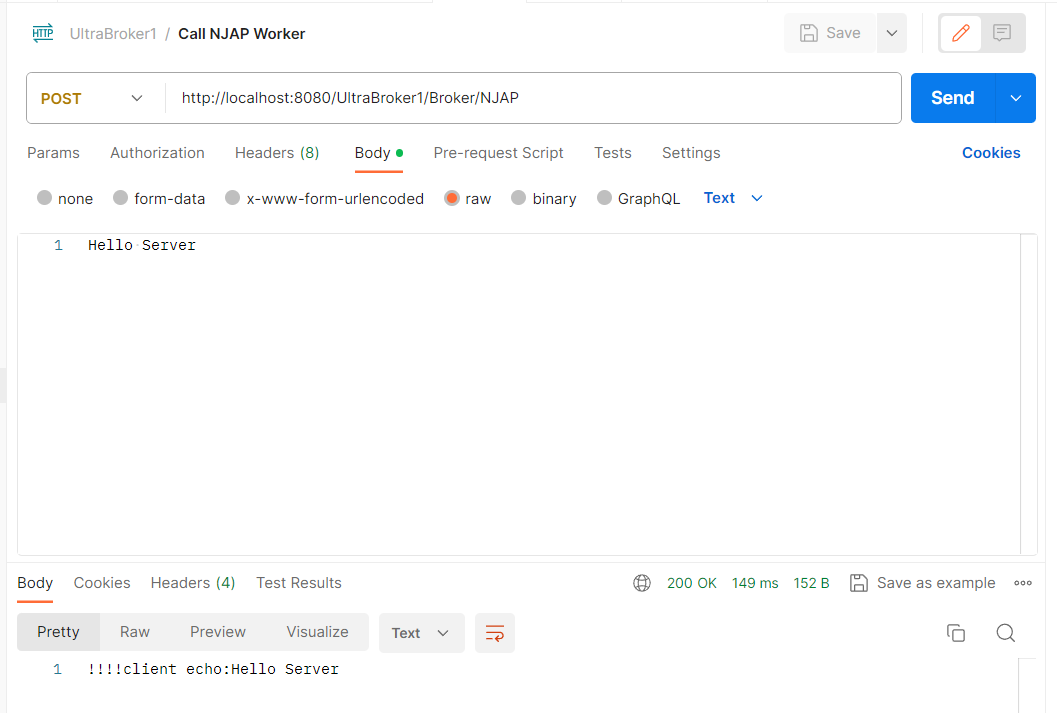 HTTP UltraBroker1 / Call NJAP Worker Save
POST http://localhost:8080/UltraBroker1/Broker/NJAP Send
Params Authorization Headers (8) Body Pre-request Script Tests Settings Cookies
none form-data x-www-form-urlencoded raw binary GraphQL Text
1 Hello Server
Body Cookies Headers (4) Test Results 200 OK 149 ms 152 B Save as example
Pretty Raw Preview Visualize Text
1 !!!!client echo:Hello Server